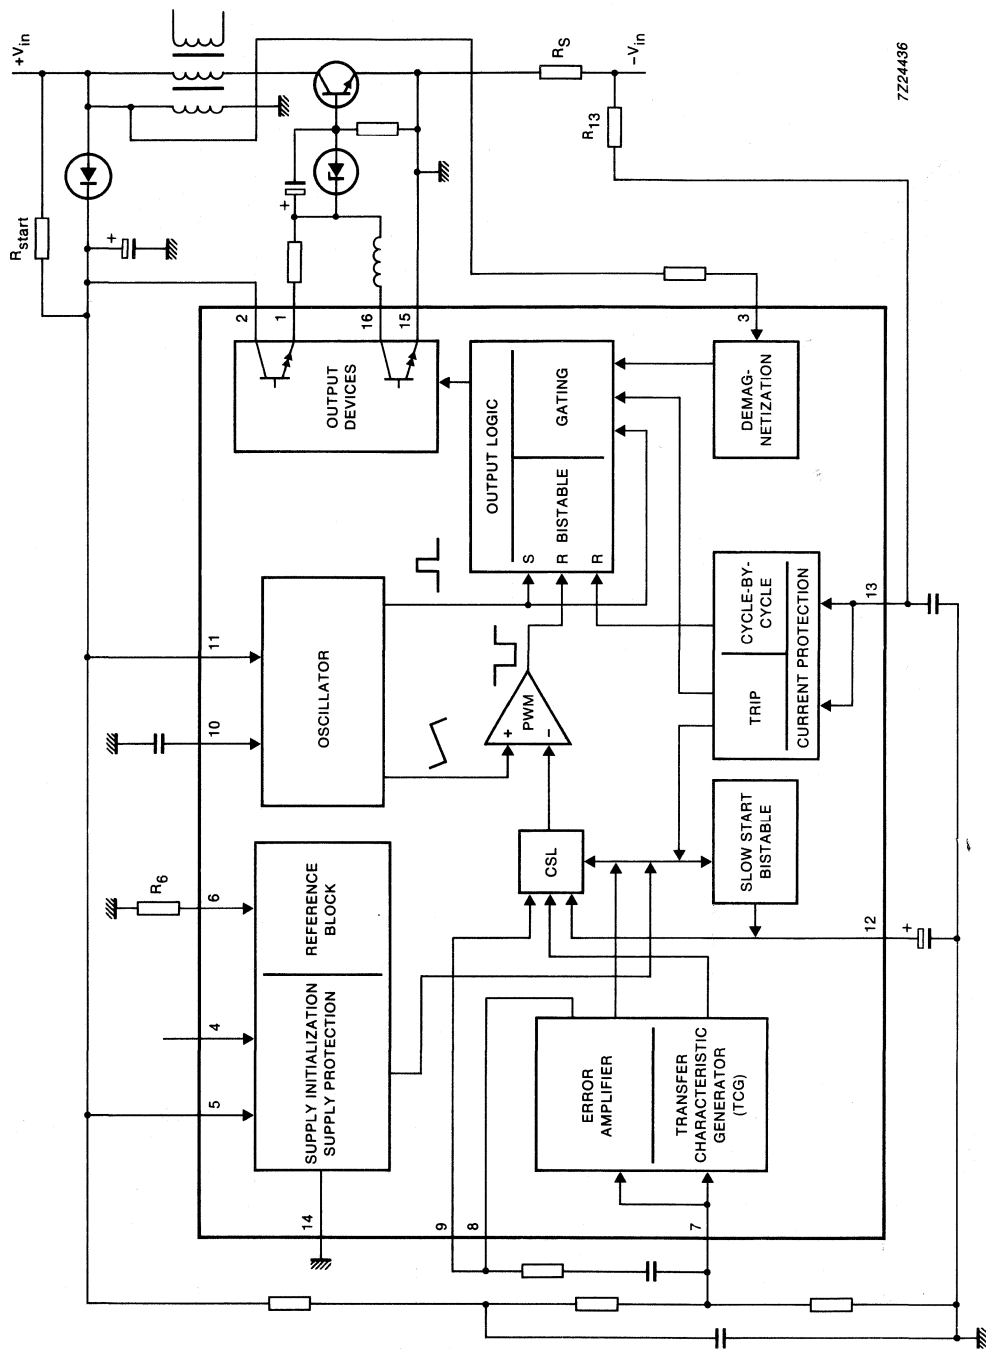 +Vin
Rstart
RS
−Vin
R13
7Z24436
2
1
16
15
3
OUTPUT
DEVICES
OUTPUT LOGIC
BISTABLE
GATING
S
R
R
DEMAG-
NETIZATION
11
10
OSCILLATOR
PWM
+
−
TRIP
CYCLE-BY-
CYCLE
CURRENT PROTECTION
13
CSL
SLOW START
BISTABLE
12
+
+
+
R6
6
4
5
14
SUPPLY INITIALIZATION
SUPPLY PROTECTION
REFERENCE
BLOCK
9
8
7
ERROR
AMPLIFIER
TRANSFER
CHARACTERISTIC
GENERATOR
(TCG)